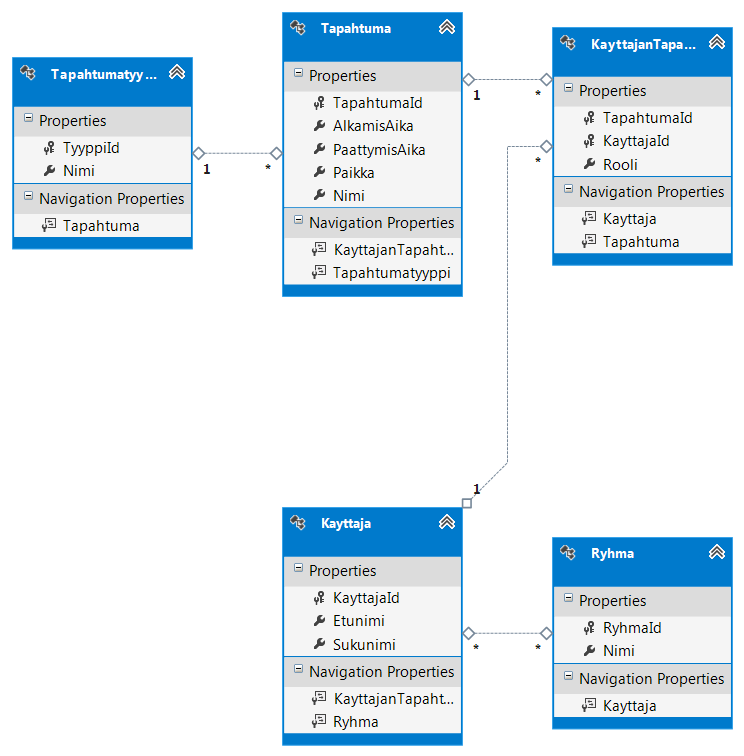 Tapahtumatyy...
Properties
TyyppiId
Nimi
Navigation Properties
Tapahtuma
1
*
Tapahtuma
Properties
TapahtumaId
AlkamisAika
PaattymisAika
Paikka
Nimi
Navigation Properties
KayttajanTapaht...
Tapahtumatyyppi
1
*
KayttajanTapa...
Properties
TapahtumaId
KayttajaId
Rooli
Navigation Properties
Kayttaja
Tapahtuma
*
1
Kayttaja
Properties
KayttajaId
Etunimi
Sukunimi
Navigation Properties
KayttajanTapaht...
Ryhma
*
*
Ryhma
Properties
RyhmaId
Nimi
Navigation Properties
Kayttaja